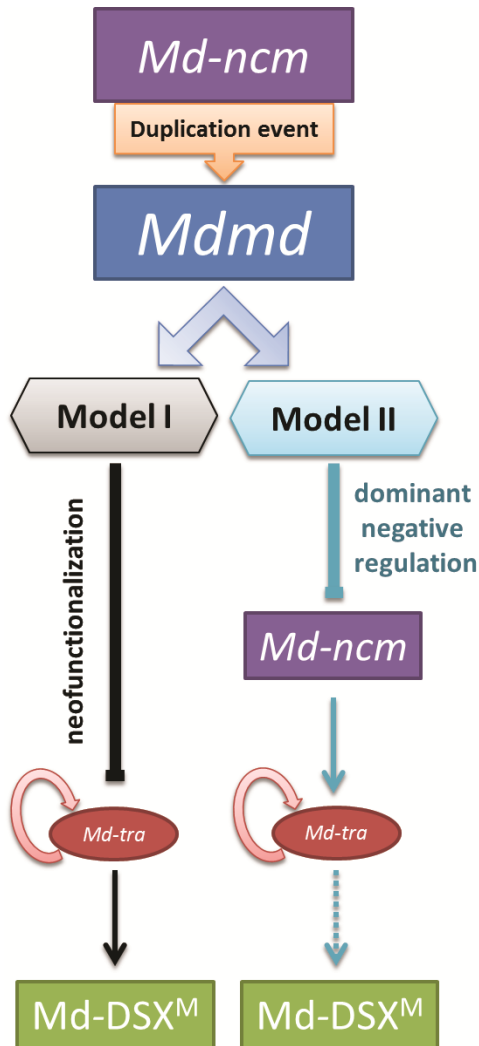 Md-ncm
Duplication event
Mdmd
Model I
Model II
neofunctionalization
dominant
negative
regulation
Md-ncm
Md-tra
Md-tra
Md-DSXᴹ
Md-DSXᴹ